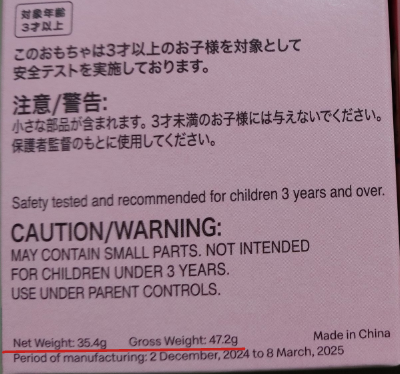 対象年齢
3才以上
このおもちゃは3才以上のお子様を対象として
安全テストを実施しております。
注意/警告:
小さな部品が含まれます。3才未満のお子様には与えないでください。
保護者監督のもとに使用してください。
Safety tested and recommended for children 3 years and over.
CAUTION/WARNING:
MAY CONTAIN SMALL PARTS. NOT INTENDED
FOR CHILDREN UNDER 3 YEARS.
USE UNDER PARENT CONTROLS.
Net Weight: 35.4g Gross Weight: 47.2g Made in China
Period of manufacturing: 2 December, 2024 to 8 March, 2025